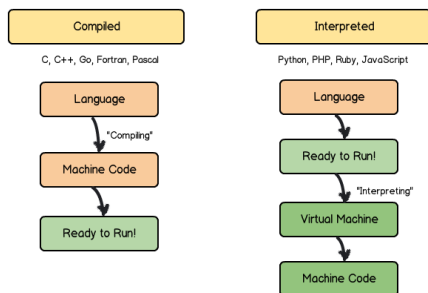 Compiled
C, C++, Go, Fortran, Pascal
Language
"Compiling"
Machine Code
Ready to Run!
Interpreted
Python, PHP, Ruby, JavaScript
Language
Ready to Run!
"Interpreting"
Virtual Machine
Machine Code